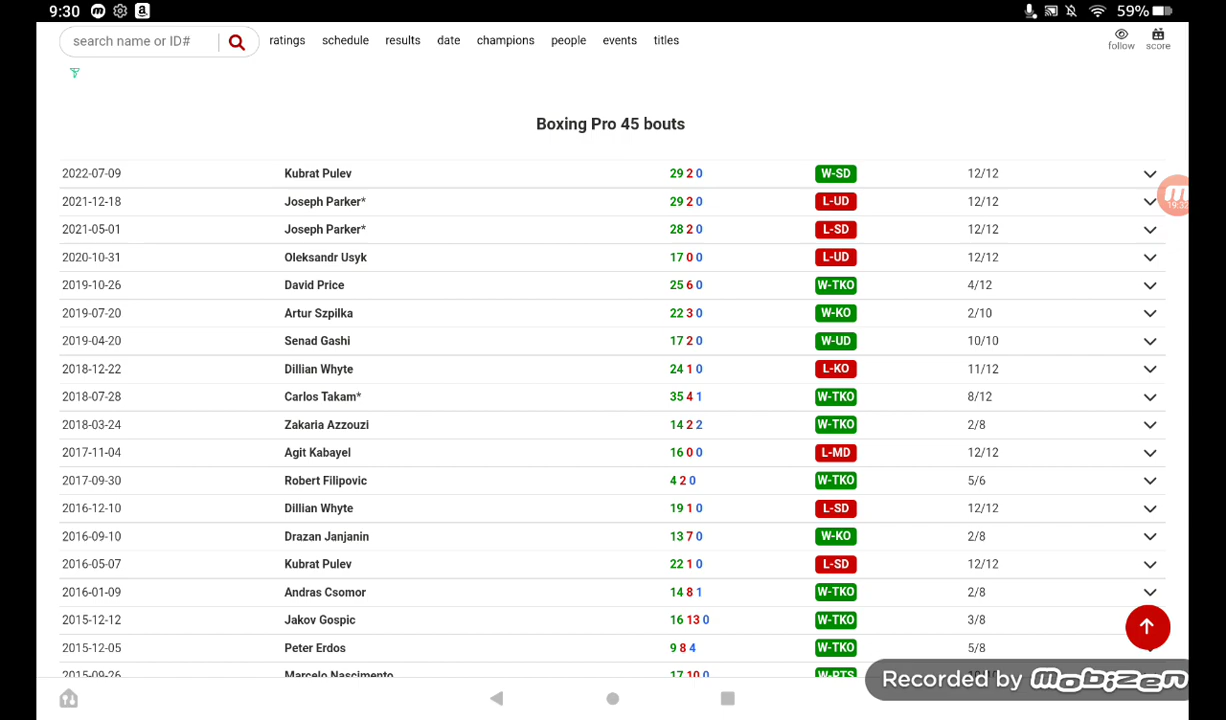 9:30 59%
search name or ID# ratings schedule results date champions people events titles follow score
Boxing Pro 45 bouts
2022-07-09 Kubrat Pulev 29 2 0 W-SD 12/12
2021-12-18 Joseph Parker* 29 2 0 L-UD 12/12
19:32
2021-05-01 Joseph Parker* 28 2 0 L-SD 12/12
2020-10-31 Oleksandr Usyk 17 0 0 L-UD 12/12
2019-10-26 David Price 25 6 0 W-TKO 4/12
2019-07-20 Artur Szpilka 22 3 0 W-KO 2/10
2019-04-20 Senad Gashi 17 2 0 W-UD 10/10
2018-12-22 Dillian Whyte 24 1 0 L-KO 11/12
2018-07-28 Carlos Takam* 35 4 1 W-TKO 8/12
2018-03-24 Zakaria Azzouzi 14 2 2 W-TKO 2/8
2017-11-04 Agit Kabayel 16 0 0 L-MD 12/12
2017-09-30 Robert Filipovic 4 2 0 W-TKO 5/6
2016-12-10 Dillian Whyte 19 1 0 L-SD 12/12
2016-09-10 Drazan Janjanin 13 7 0 W-KO 2/8
2016-05-07 Kubrat Pulev 22 1 0 L-SD 12/12
2016-01-09 Andras Csomor 14 8 1 W-TKO 2/8
2015-12-12 Jakov Gospic 16 13 0 W-TKO 3/8
2015-12-05 Peter Erdos 9 8 4 W-TKO 5/8
2015-09-26 Marcelo Nascimento 17 10 0 W-PTS
Recorded by mobizen